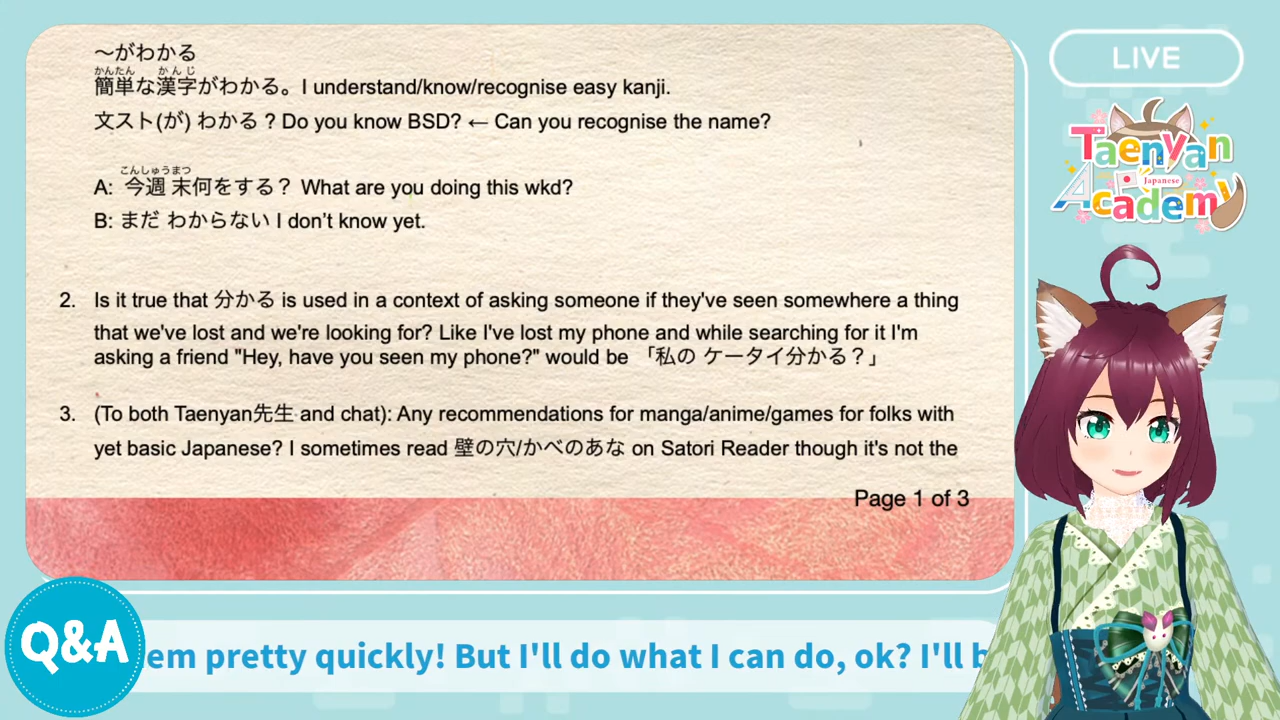 ～がわかる
かんたん かんじ
簡単な漢字がわかる。I understand/know/recognise easy kanji.
文スト(が) わかる ? Do you know BSD? ← Can you recognise the name?
こんしゅうまつ
A: 今週 末何をする？ What are you doing this wkd?
B: まだ わからない I don't know yet.
2. Is it true that 分かる is used in a context of asking someone if they've seen somewhere a thing
that we've lost and we're looking for? Like I've lost my phone and while searching for it I'm
asking a friend "Hey, have you seen my phone?" would be 「私の ケータイ分かる？」
3. (To both Taenyan先生 and chat): Any recommendations for manga/anime/games for folks with
yet basic Japanese? I sometimes read 壁の穴/かべのあな on Satori Reader though it's not the
Page 1 of 3
LIVE
Taenyan
Japanese
Academy
Q&A
em pretty quickly! But I'll do what I can do, ok? I'll b